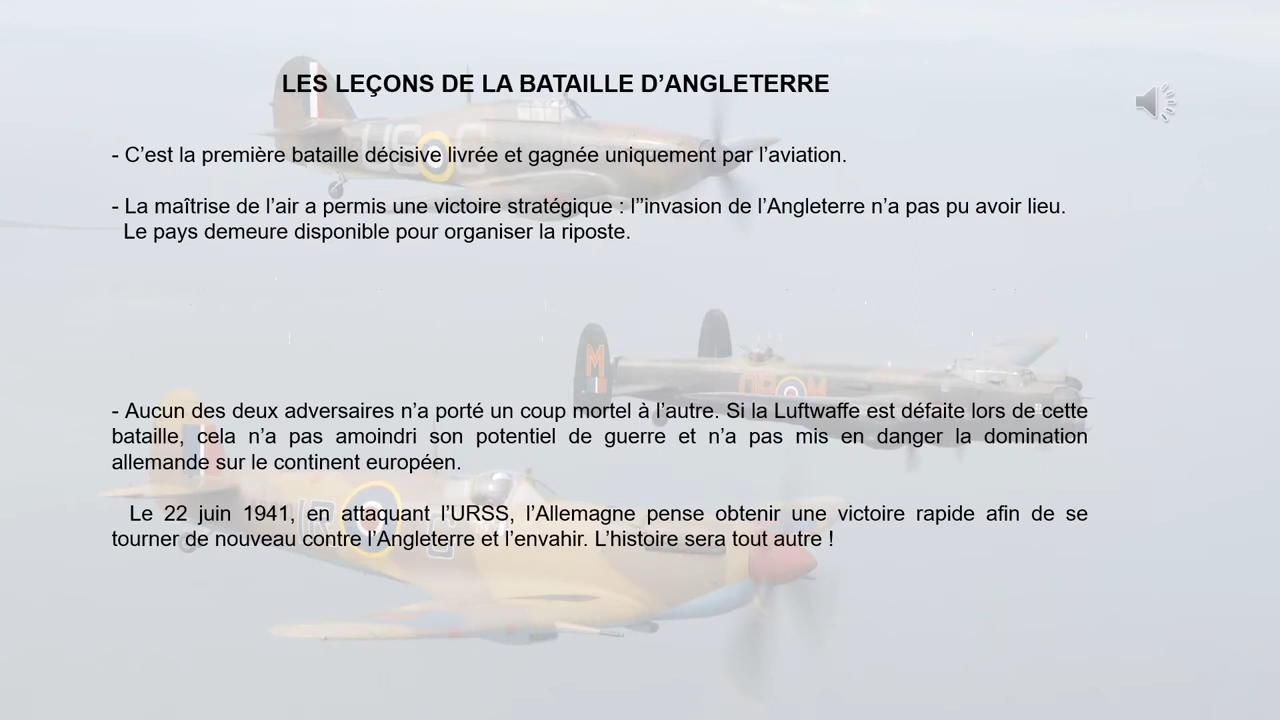 LES LEÇONS DE LA BATAILLE D’ANGLETERRE
- C’est la première bataille décisive livrée et gagnée uniquement par l’aviation.
- La maîtrise de l’air a permis une victoire stratégique : l’’invasion de l’Angleterre n’a pas pu avoir lieu.
Le pays demeure disponible pour organiser la riposte.
M
- Aucun des deux adversaires n’a porté un coup mortel à l’autre. Si la Luftwaffe est défaite lors de cette
bataille, cela n’a pas amoindri son potentiel de guerre et n’a pas mis en danger la domination
allemande sur le continent européen.
Le 22 juin 1941, en attaquant l’URSS, l’Allemagne pense obtenir une victoire rapide afin de se
tourner de nouveau contre l’Angleterre et l’envahir. L’histoire sera tout autre !